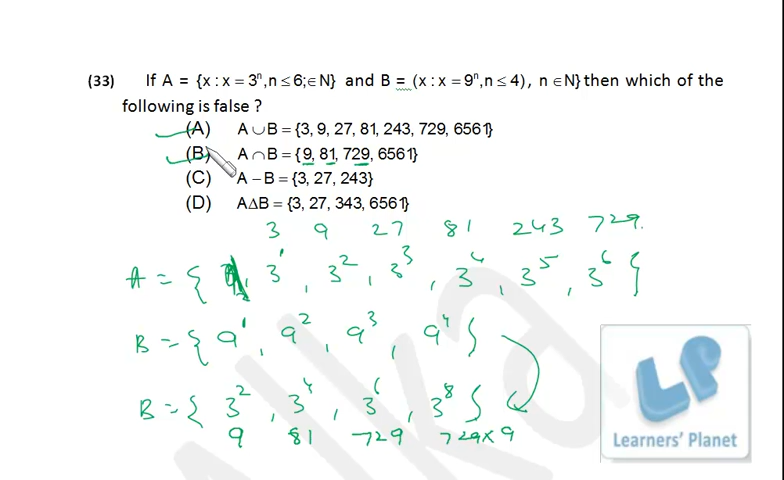 (33) If A = {x : x = 3ⁿ, n ≤ 6; ∈ N} and B = (x : x = 9ⁿ, n ≤ 4), n ∈ N} then which of the
following is false ?
(A) A ∪ B = {3, 9, 27, 81, 243, 729, 6561}
(B) A ∩ B = {9, 81, 729, 6561}
(C) A − B = {3, 27, 243}
(D) AΔB = {3, 27, 343, 6561}
3 9 27 81 243 729
A = { 3¹, 3², 3³, 3⁴, 3⁵, 3⁶ }
B = { 9¹, 9², 9³, 9⁴ }
B = { 3², 3⁴, 3⁶, 3⁸ }
9 81 729 729×9
LP
Learners' Planet